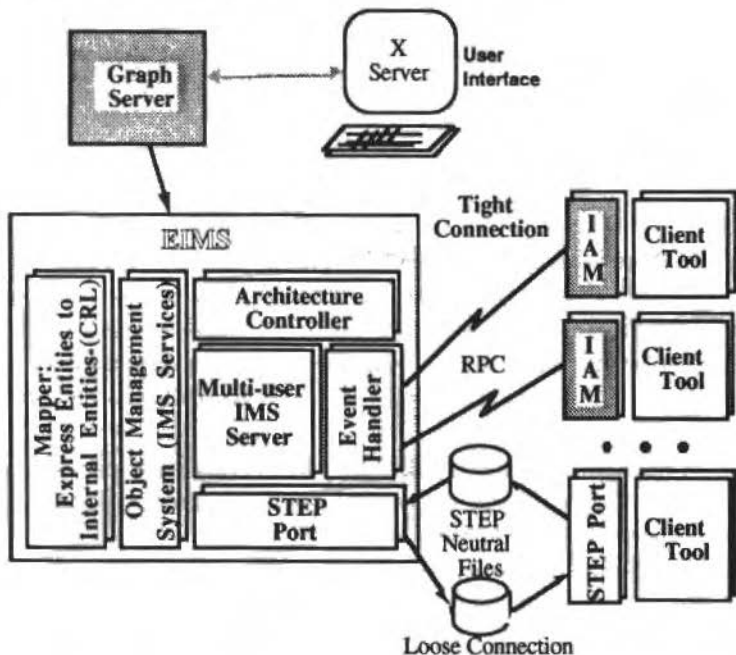 Graph
Server
X
Server
User
Interface
EIMS
Mapper:
Express Entities to
Internal Entities-(CRL)
Object Management
System (IMS Services)
Architecture
Controller
Multi-user
IMS
Server
Event
Handler
STEP
Port
Tight
Connection
RPC
IAM
Client
Tool
IAM
Client
Tool
• • •
STEP
Neutral
Files
STEP Port
Client
Tool
Loose Connection